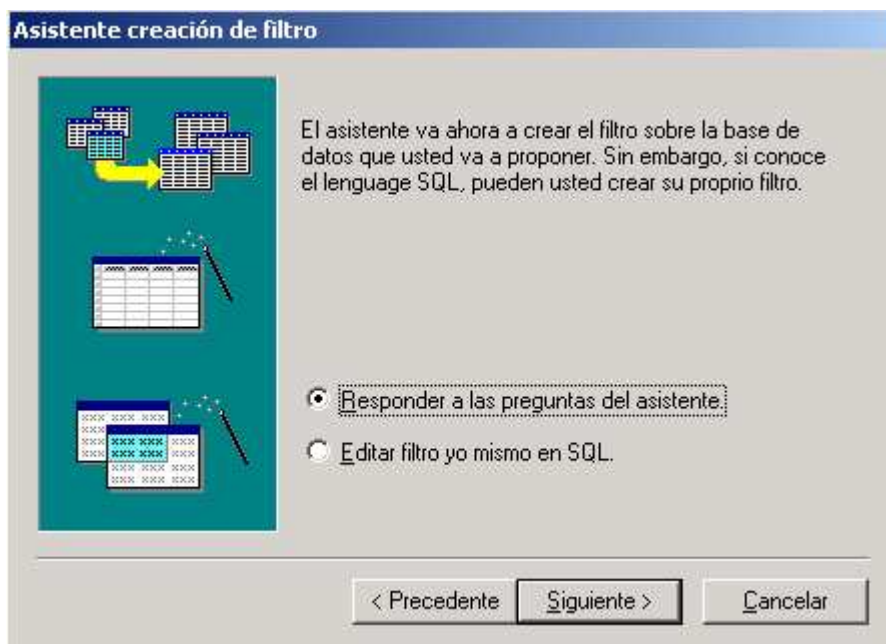 Asistente creación de filtro
El asistente va ahora a crear el filtro sobre la base de
datos que usted va a proponer. Sin embargo, si conoce
el lenguage SQL, pueden usted crear su proprio filtro.
Responder a las preguntas del asistente.
Editar filtro yo mismo en SQL.
< Precedente
Siguiente >
Cancelar